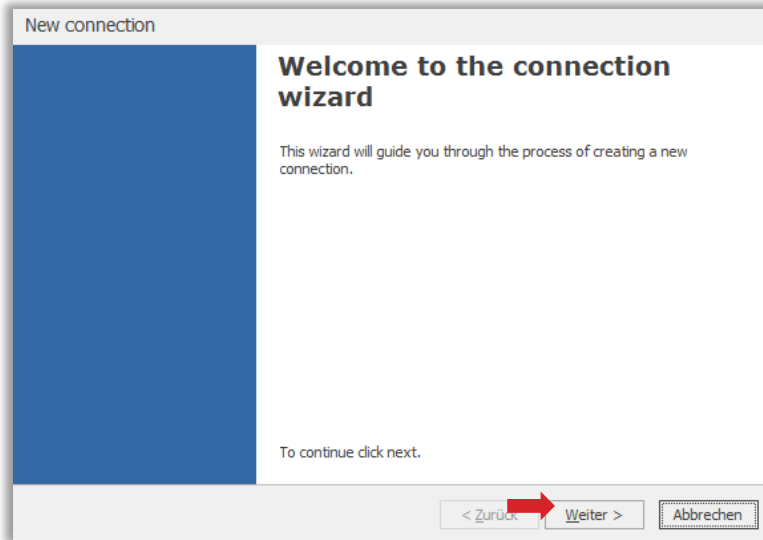 New connection
Welcome to the connection
wizard
This wizard will guide you through the process of creating a new
connection.
To continue click next.
< Zurück Weiter > Abbrechen